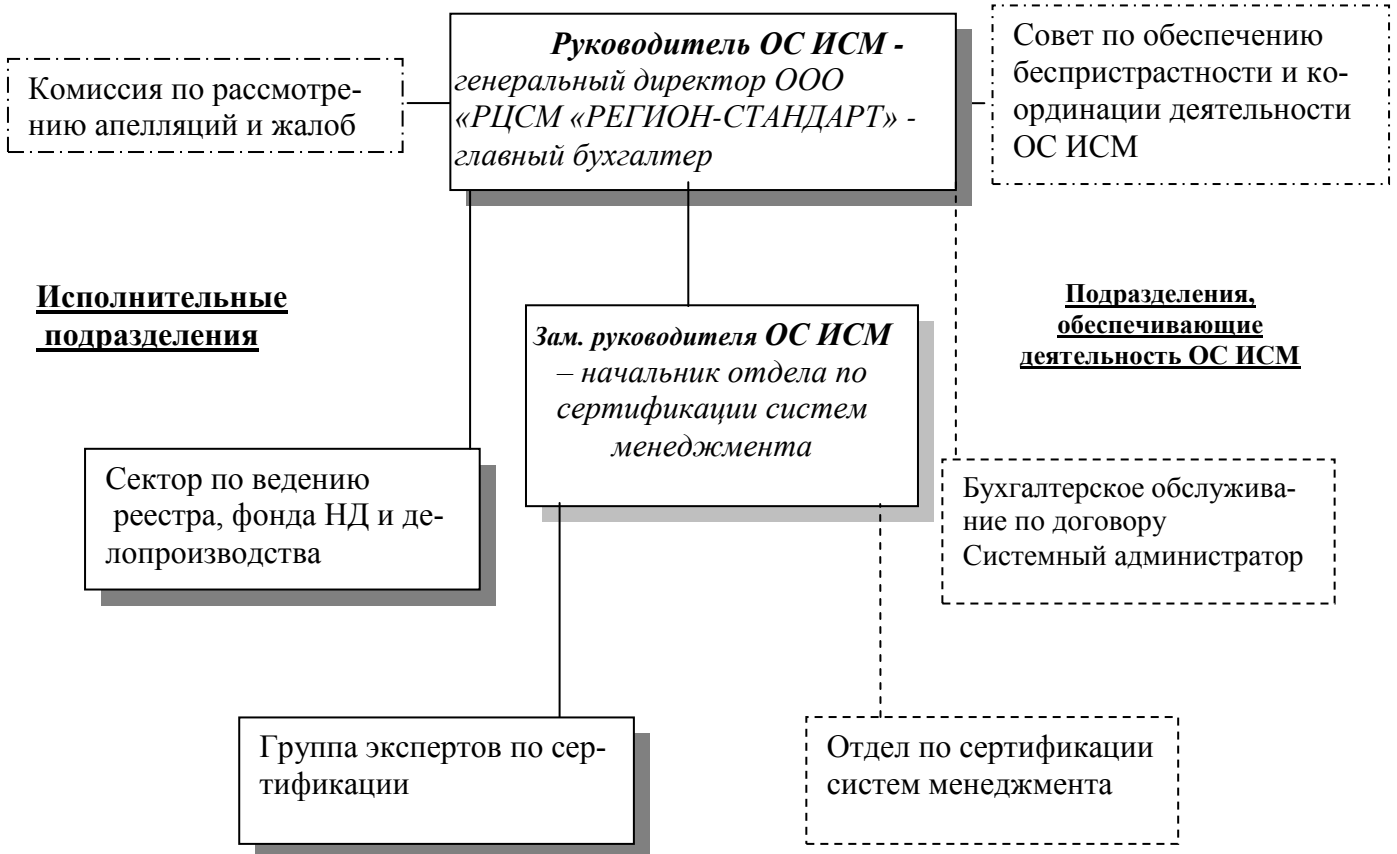 Руководитель ОС ИСМ -
генеральный директор ООО
«РЦСМ «РЕГИОН-СТАНДАРТ» -
главный бухгалтер
Комиссия по рассмотре-
нию апелляций и жалоб
Совет по обеспечению
беспристрастности и ко-
ординации деятельности
ОС ИСМ
Исполнительные
подразделения
Зам. руководителя ОС ИСМ
– начальник отдела по
сертификации систем
менеджмента
Подразделения,
обеспечивающие
деятельность ОС ИСМ
Сектор по ведению
реестра, фонда НД и де-
лопроизводства
Бухгалтерское обслужива-
ние по договору
Системный администратор
Группа экспертов по сер-
тификации
Отдел по сертификации
систем менеджмента